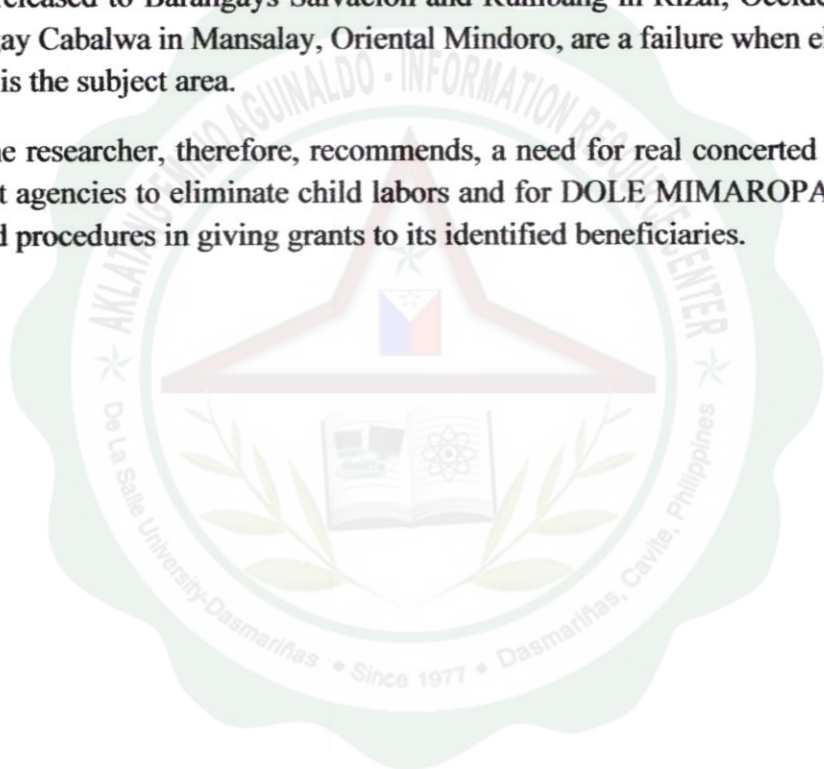 released to Barangays Salvacion and Rumbang in Rizal, Occide
ay Cabalwa in Mansalay, Oriental Mindoro, are a failure when el
is the subject area.
e researcher, therefore, recommends, a need for real concerted
t agencies to eliminate child labors and for DOLE MIMAROPA
d procedures in giving grants to its identified beneficiaries.
AKLATANG EMILIO AGUINALDO - INFORMATION RESOURCE CENTER
De La Salle University-Dasmariñas • Since 1977 • Dasmariñas, Cavite, Philippines